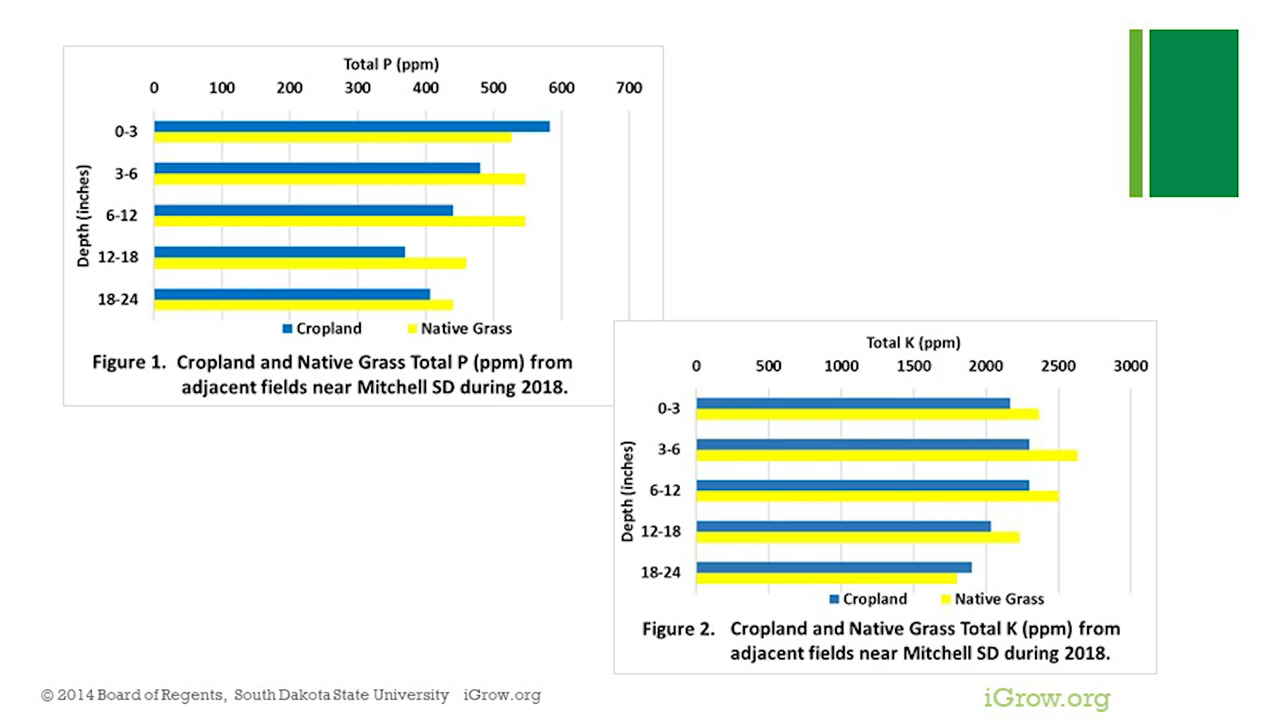 Total P (ppm)
0 100 200 300 400 500 600 700
Depth (inches)
0-3
3-6
6-12
12-18
18-24
Cropland Native Grass
Figure 1. Cropland and Native Grass Total P (ppm) from
adjacent fields near Mitchell SD during 2018.
Total K (ppm)
0 500 1000 1500 2000 2500 3000
Depth (inches)
0-3
3-6
6-12
12-18
18-24
Cropland Native Grass
Figure 2. Cropland and Native Grass Total K (ppm) from
adjacent fields near Mitchell SD during 2018.
© 2014 Board of Regents, South Dakota State University iGrow.org
iGrow.org